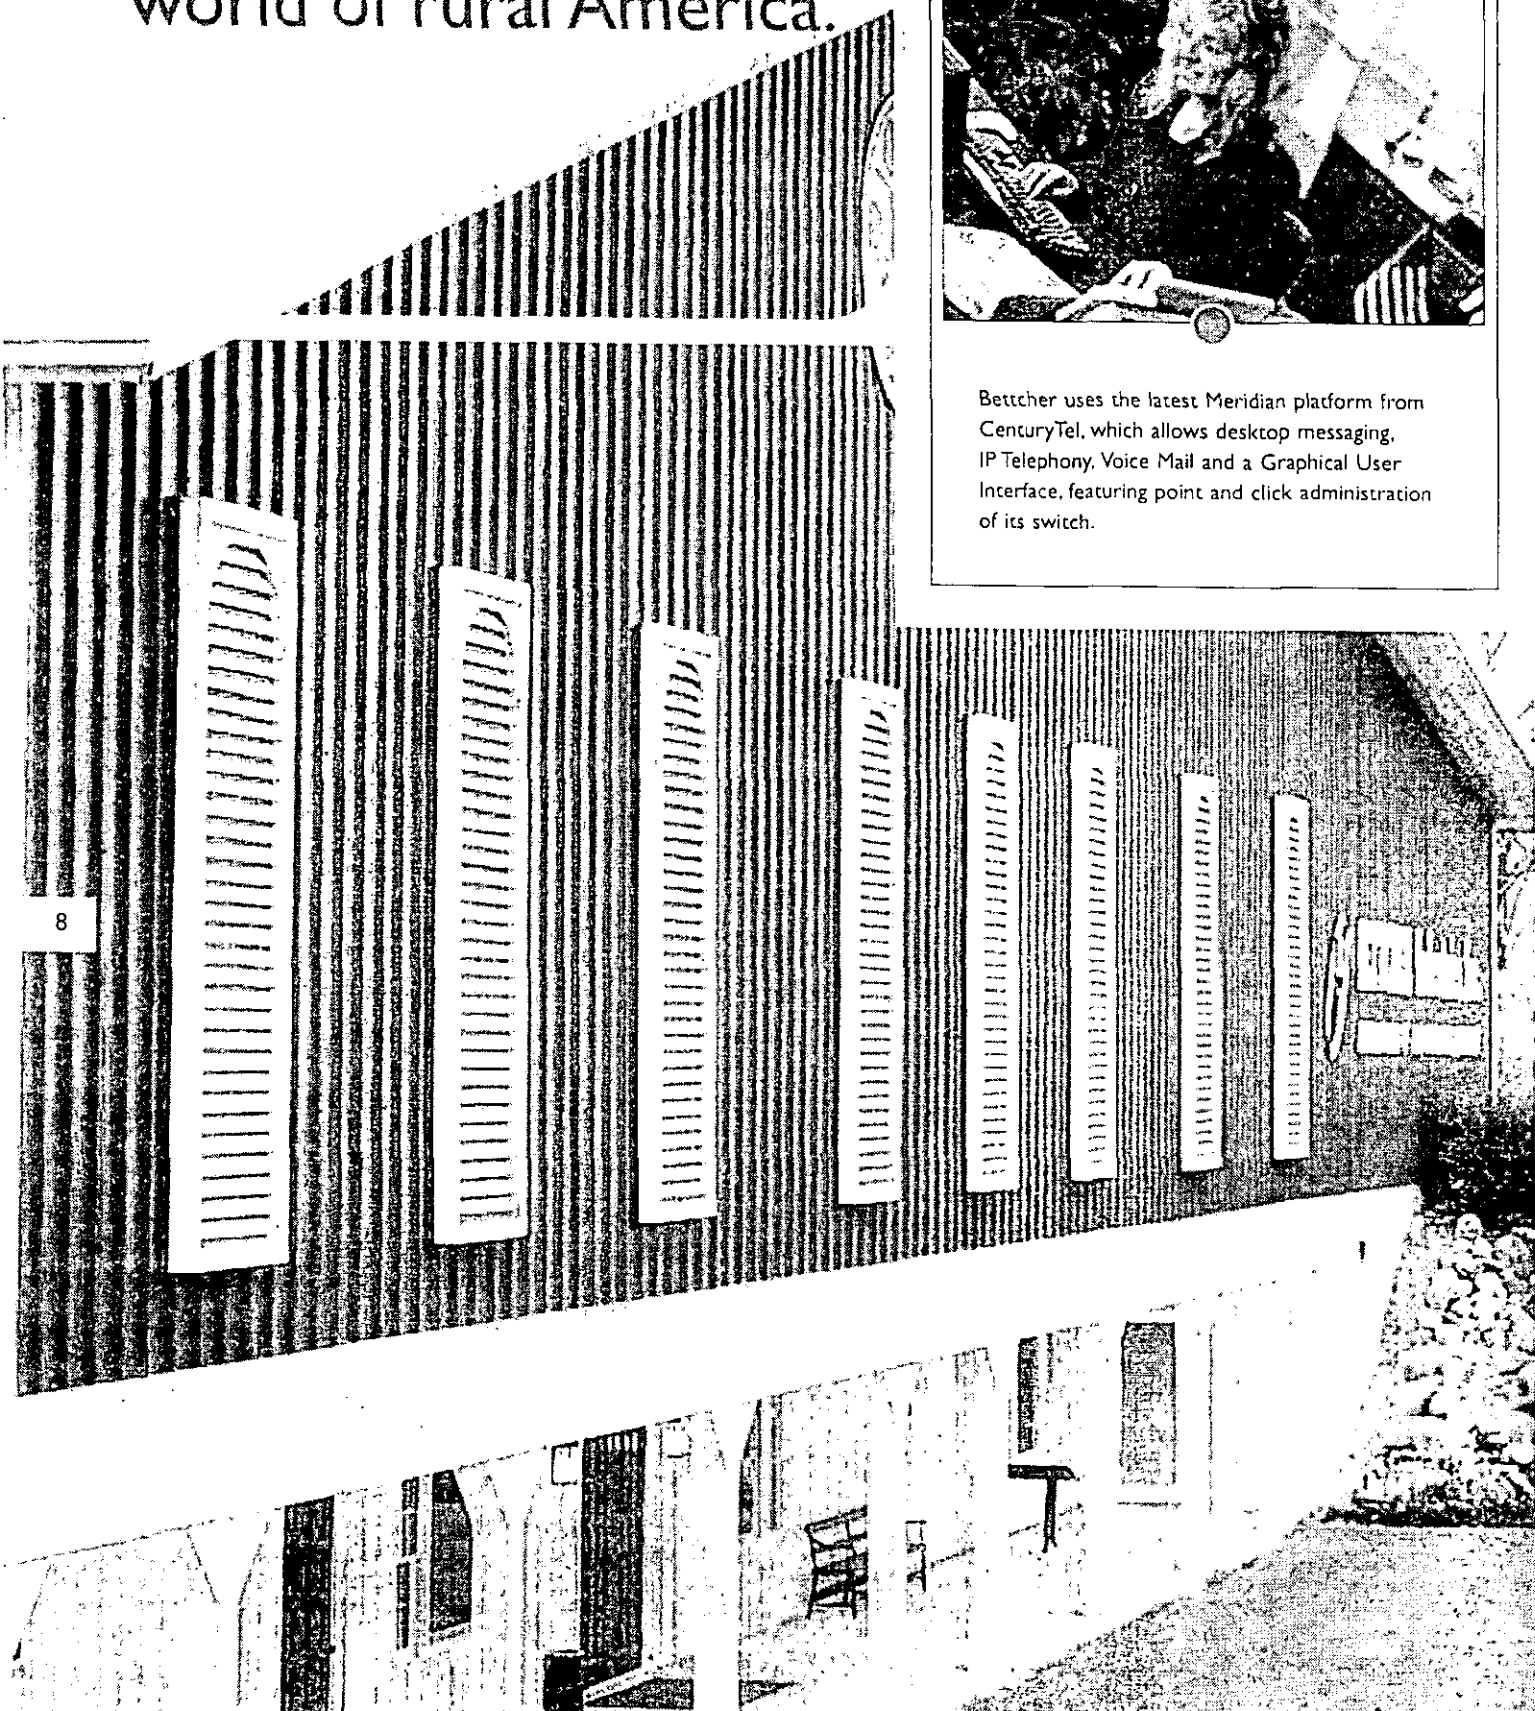 world of rural America.
Bettcher uses the latest Meridian platform from
CenturyTel, which allows desktop messaging,
IP Telephony, Voice Mail and a Graphical User
Interface, featuring point and click administration
of its switch.
8